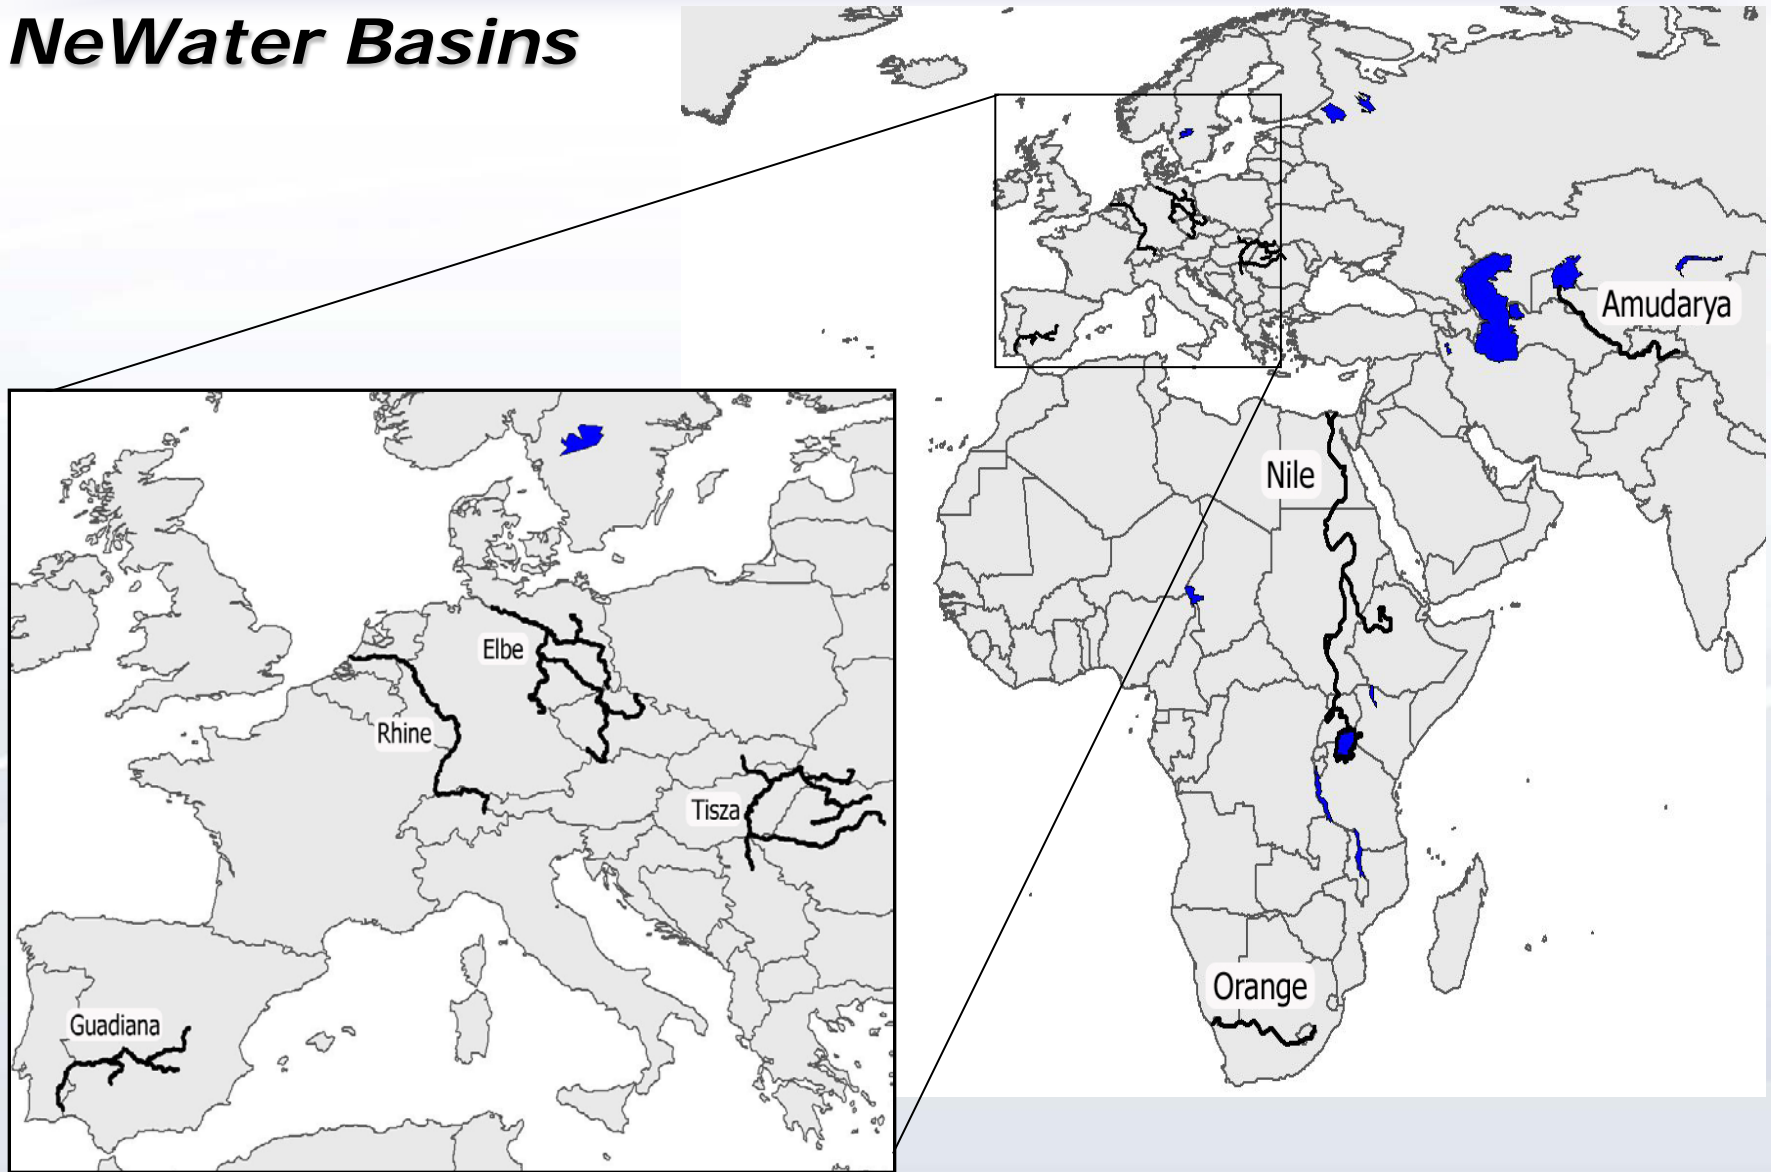 NeWater Basins
Amudarya
Nile
Elbe
Rhine
Tisza
Orange
Guadiana